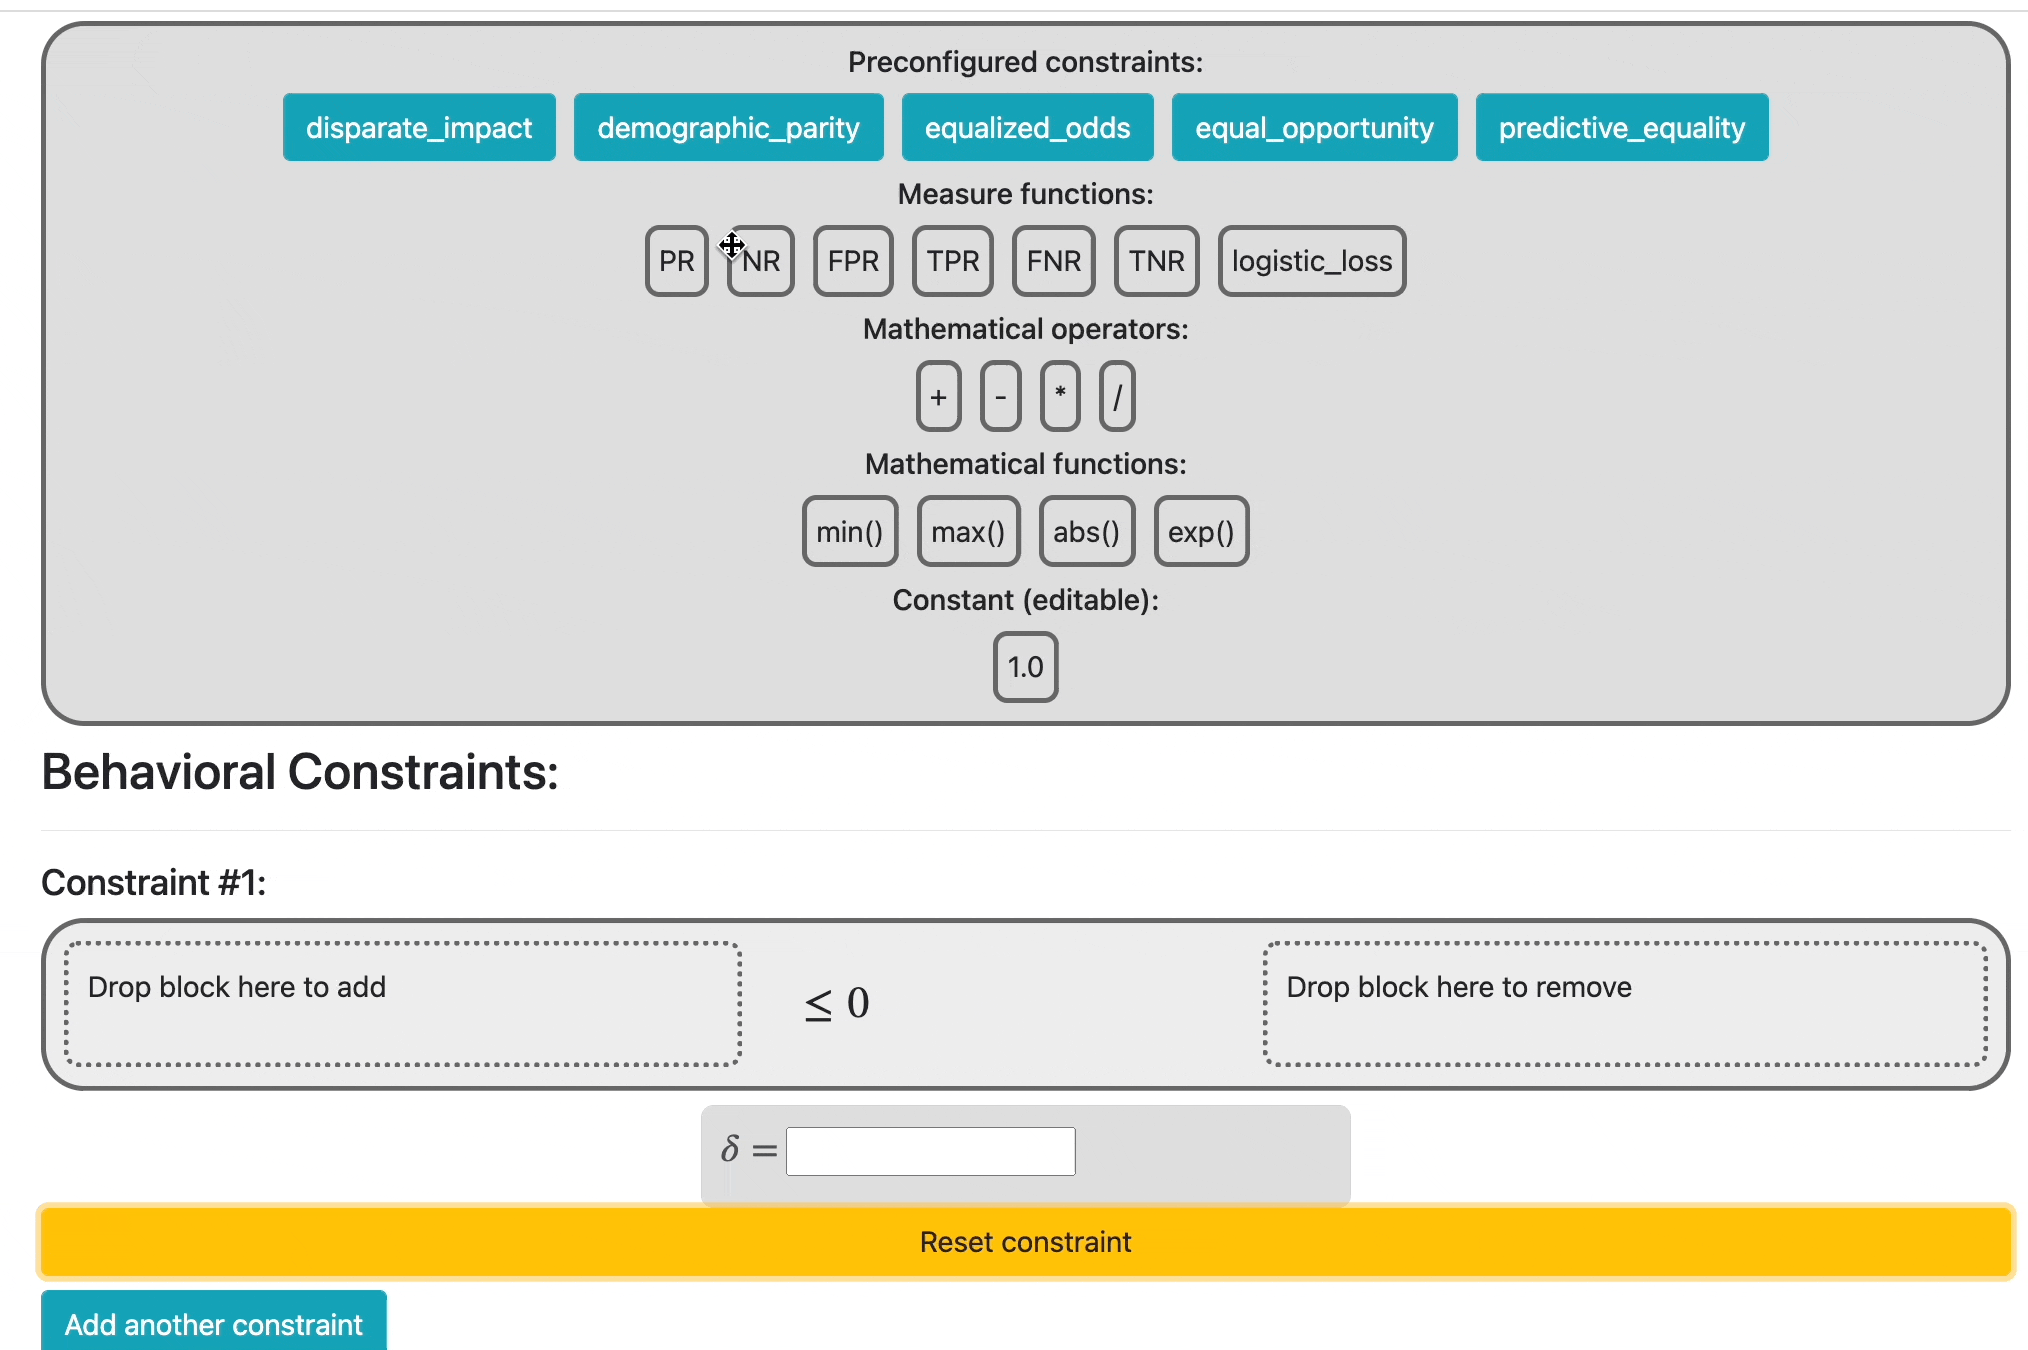 Preconfigured constraints:
disparate_impact demographic_parity equalized_odds equal_opportunity predictive_equality
Measure functions:
PR NR FPR TPR FNR TNR logistic_loss
Mathematical operators:
+ - * /
Mathematical functions:
min() max() abs() exp()
Constant (editable):
1.0
Behavioral Constraints:
Constraint #1:
Drop block here to add ≤ 0 Drop block here to remove
δ =
Reset constraint
Add another constraint